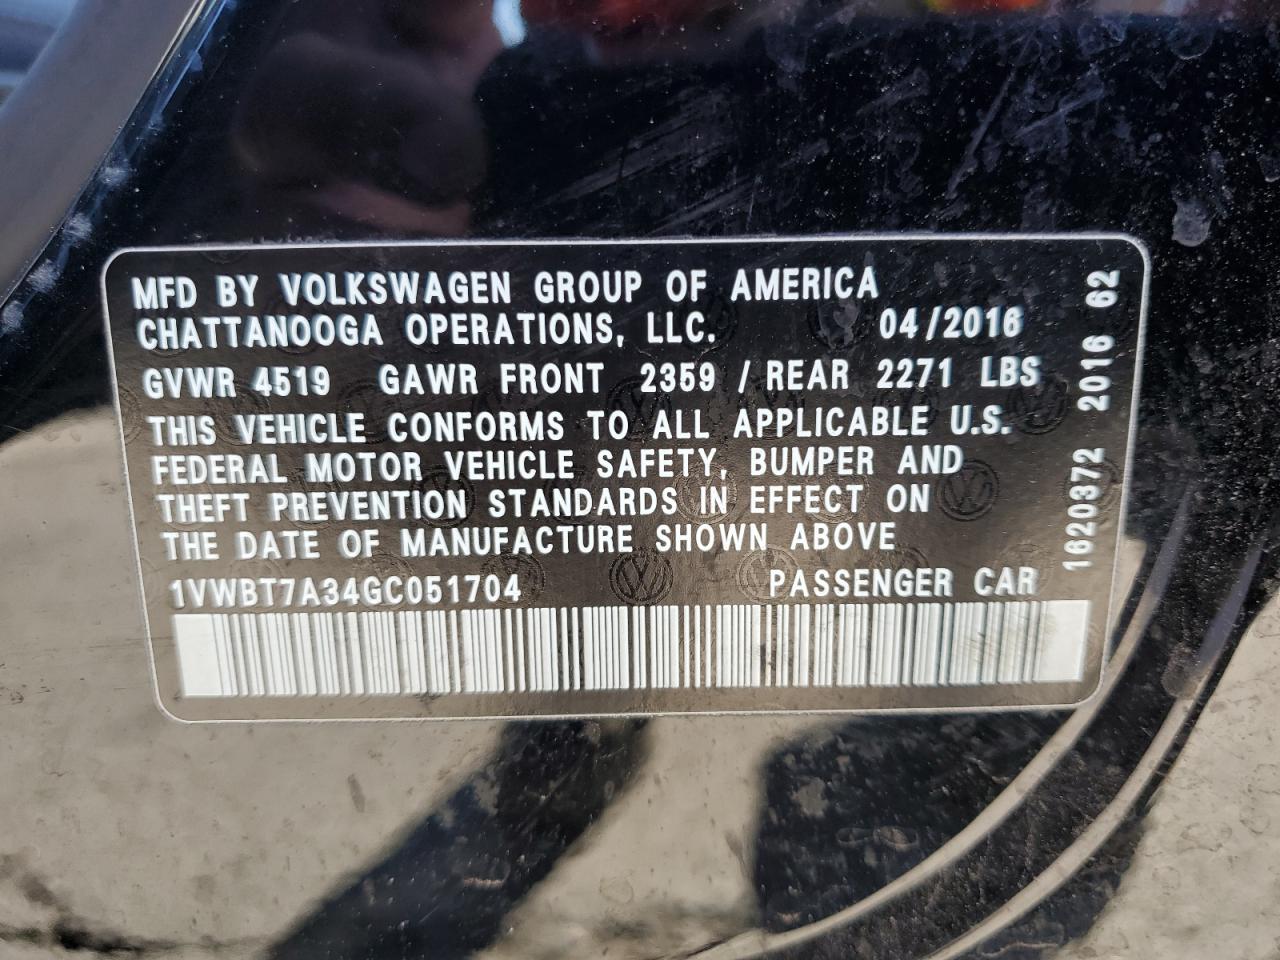 MFD BY VOLKSWAGEN GROUP OF AMERICA
CHATTANOOGA OPERATIONS, LLC. 04/2016
GVWR 4519 GAWR FRONT 2359 / REAR 2271 LBS
THIS VEHICLE CONFORMS TO ALL APPLICABLE U.S.
FEDERAL MOTOR VEHICLE SAFETY, BUMPER AND
THEFT PREVENTION STANDARDS IN EFFECT ON
THE DATE OF MANUFACTURE SHOWN ABOVE
1VWBT7A34GC051704 PASSENGER CAR
1620372 2016 62